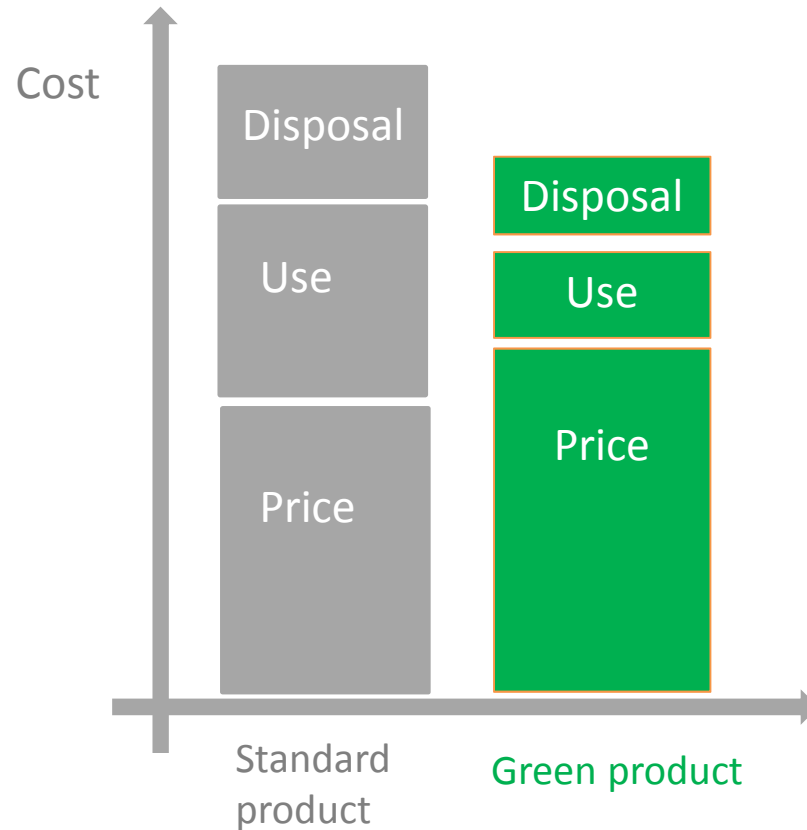 Cost
Disposal
Use
Price
Disposal
Use
Price
Standard
product
Green product